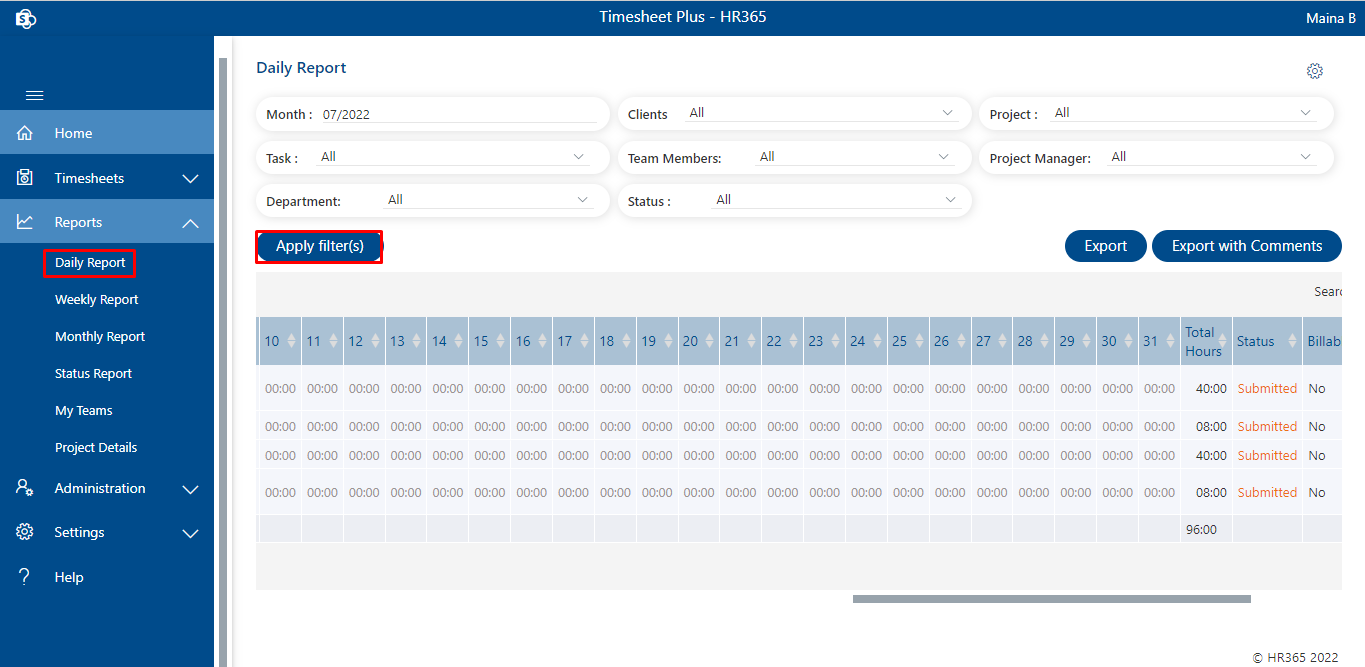 Timesheet Plus - HR365
Maina B
Home
Timesheets
Reports
Daily Report
Weekly Report
Monthly Report
Status Report
My Teams
Project Details
Administration
Settings
? Help
Daily Report
Month : 07/2022 Clients All Project : All
Task : All Team Members: All Project Manager: All
Department: All Status : All
Apply filter(s) Export Export with Comments
Searc
10 11 12 13 14 15 16 17 18 19 20 21 22 23 24 25 26 27 28 29 30 31 Total Hours Status Billab
00:00 00:00 00:00 00:00 00:00 00:00 00:00 00:00 00:00 00:00 00:00 00:00 00:00 00:00 00:00 00:00 00:00 00:00 00:00 00:00 00:00 00:00 40:00 Submitted No
00:00 00:00 00:00 00:00 00:00 00:00 00:00 00:00 00:00 00:00 00:00 00:00 00:00 00:00 00:00 00:00 00:00 00:00 00:00 00:00 00:00 00:00 08:00 Submitted No
00:00 00:00 00:00 00:00 00:00 00:00 00:00 00:00 00:00 00:00 00:00 00:00 00:00 00:00 00:00 00:00 00:00 00:00 00:00 00:00 00:00 00:00 40:00 Submitted No
00:00 00:00 00:00 00:00 00:00 00:00 00:00 00:00 00:00 00:00 00:00 00:00 00:00 00:00 00:00 00:00 00:00 00:00 00:00 00:00 00:00 00:00 08:00 Submitted No
96:00
© HR365 2022